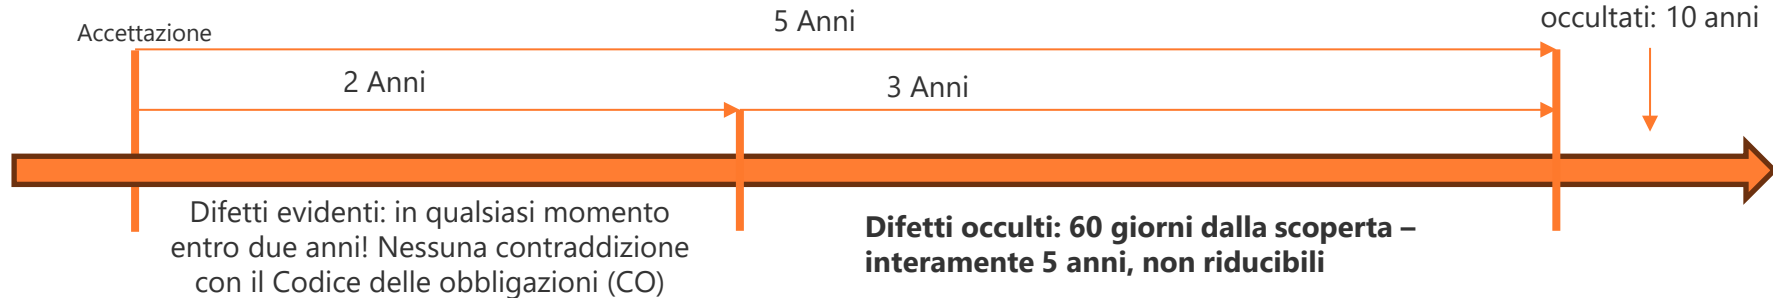 Accettazione
5 Anni
occultati: 10 anni
2 Anni
3 Anni
Difetti evidenti: in qualsiasi momento
entro due anni! Nessuna contraddizione
con il Codice delle obbligazioni (CO)
Difetti occulti: 60 giorni dalla scoperta –
interamente 5 anni, non riducibili